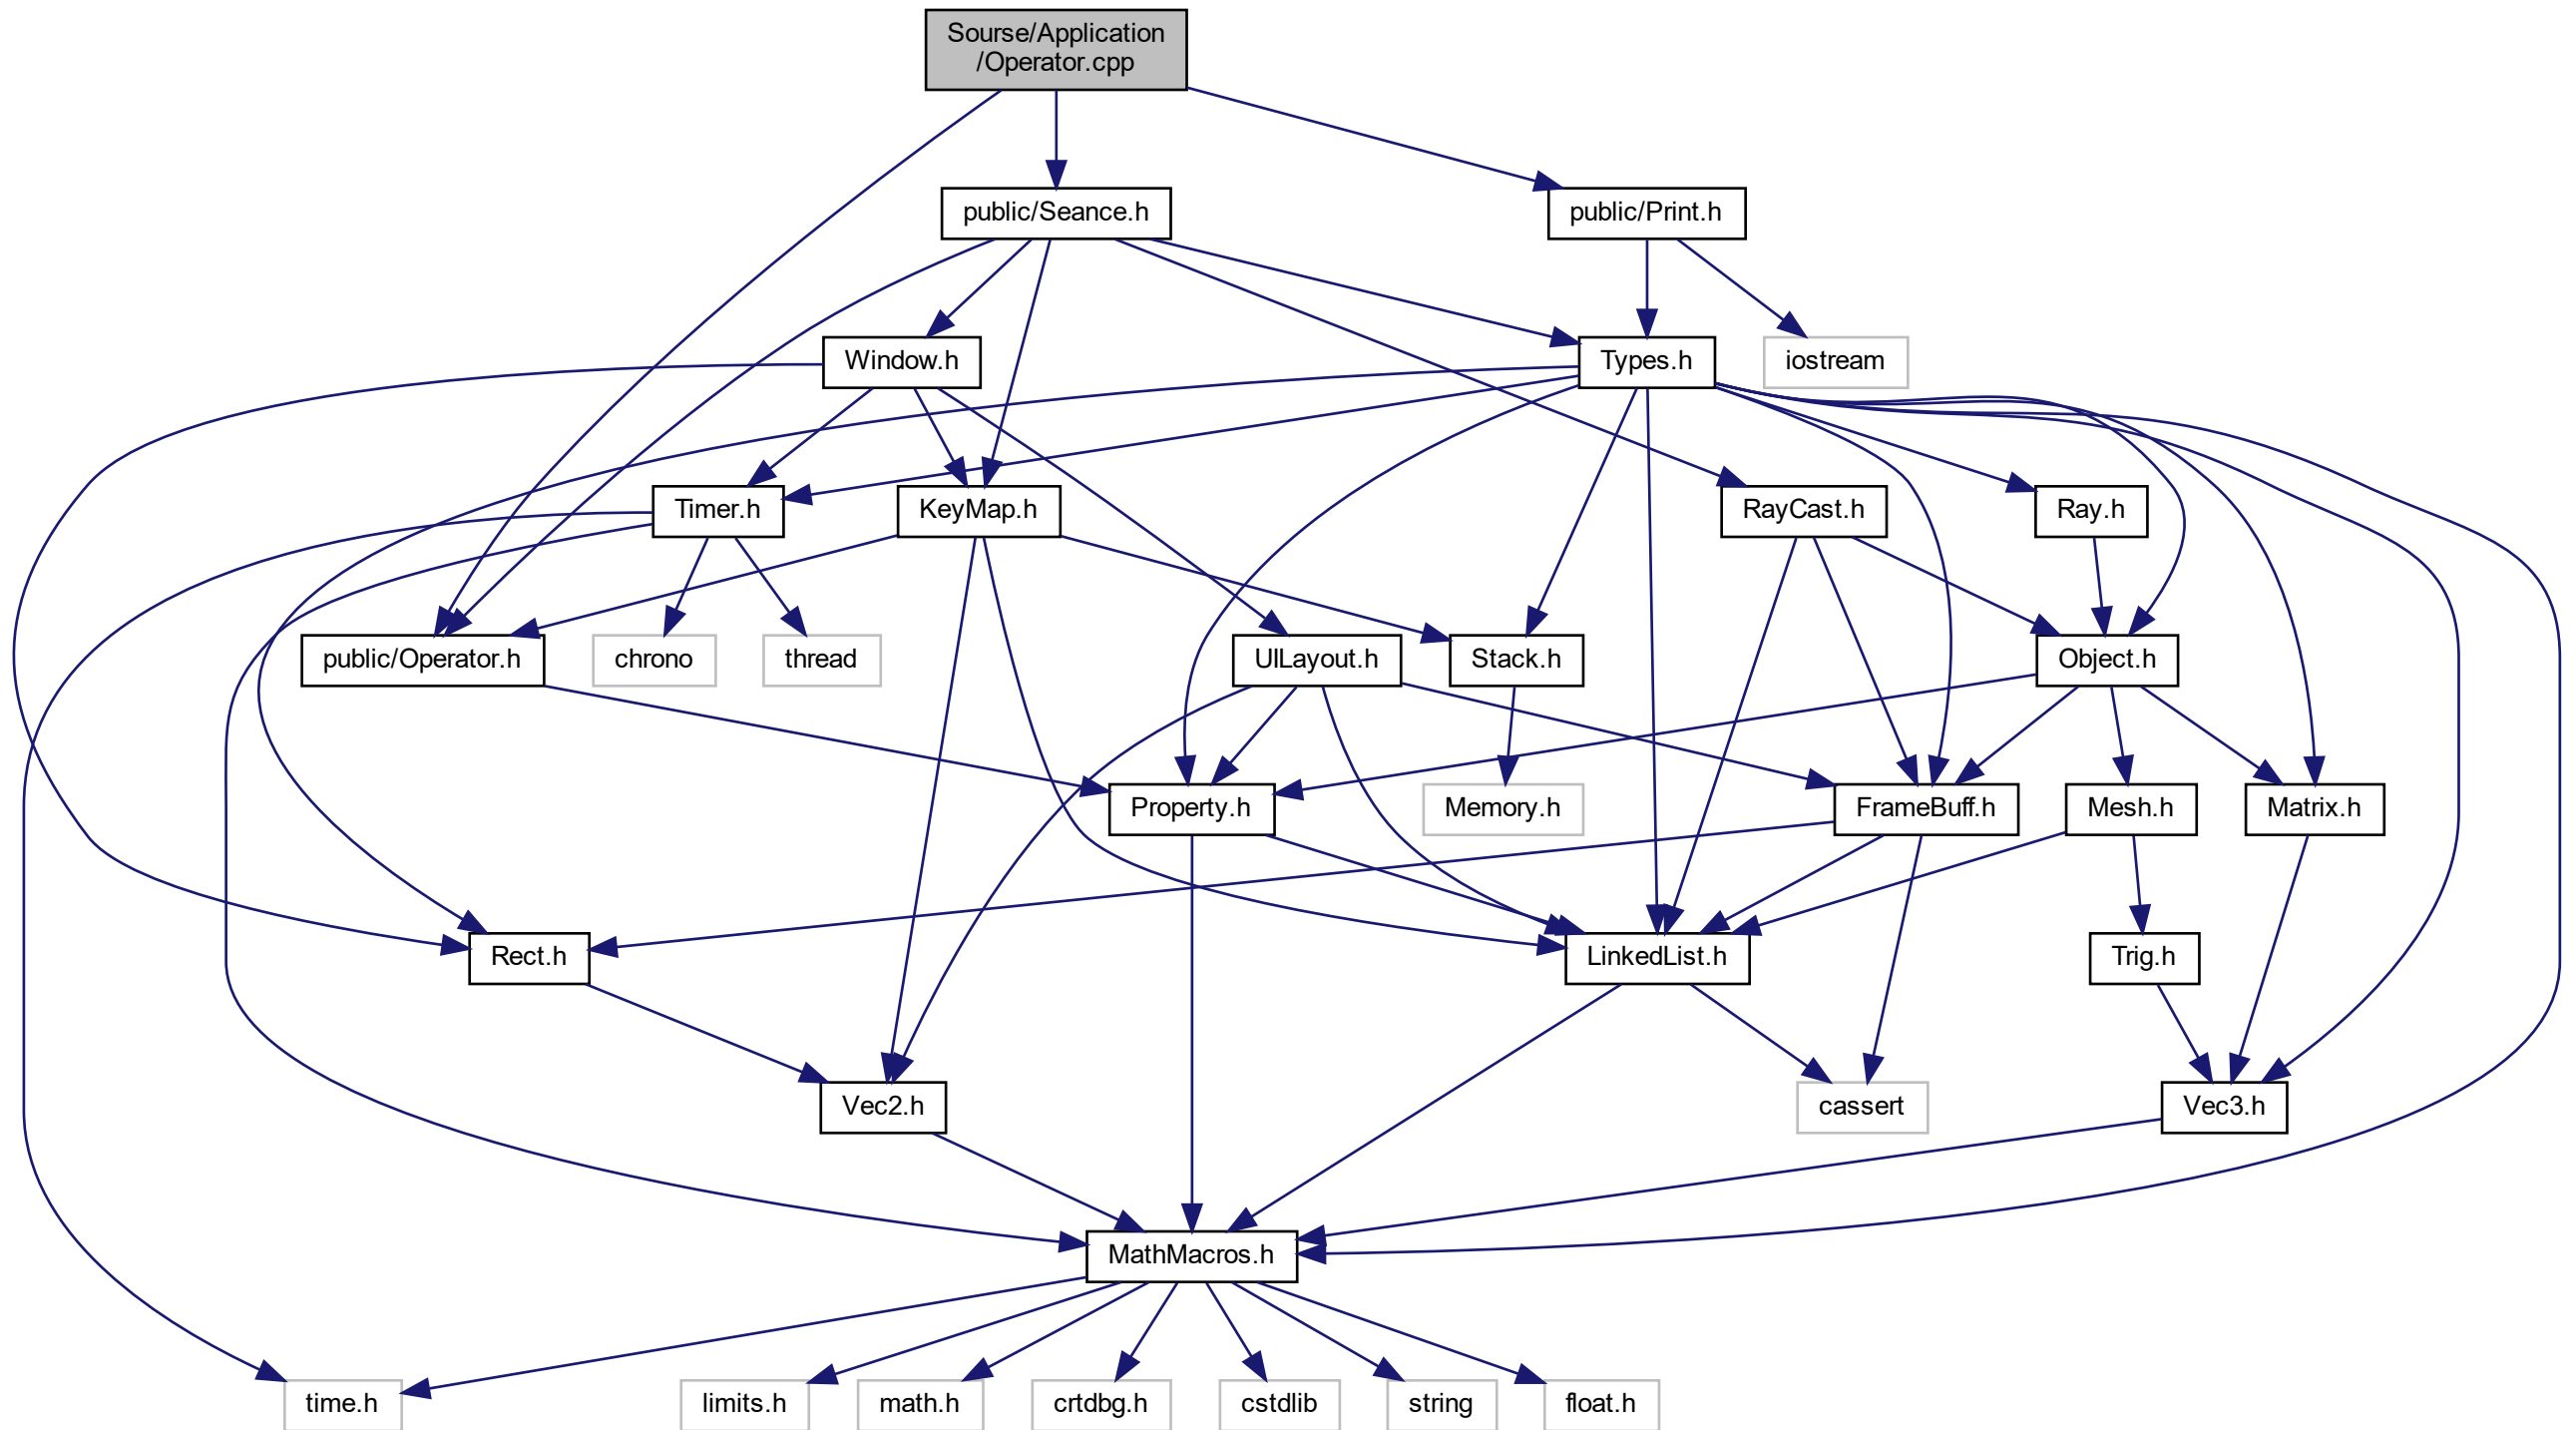 Sourse/Application
/Operator.cpp
public/Seance.h
public/Print.h
Window.h
Types.h
iostream
Timer.h
KeyMap.h
RayCast.h
Ray.h
public/Operator.h
chrono
thread
UILayout.h
Stack.h
Object.h
Property.h
Memory.h
FrameBuff.h
Mesh.h
Matrix.h
Rect.h
LinkedList.h
Trig.h
Vec2.h
cassert
Vec3.h
MathMacros.h
time.h
limits.h
math.h
crtdbg.h
cstdlib
string
float.h